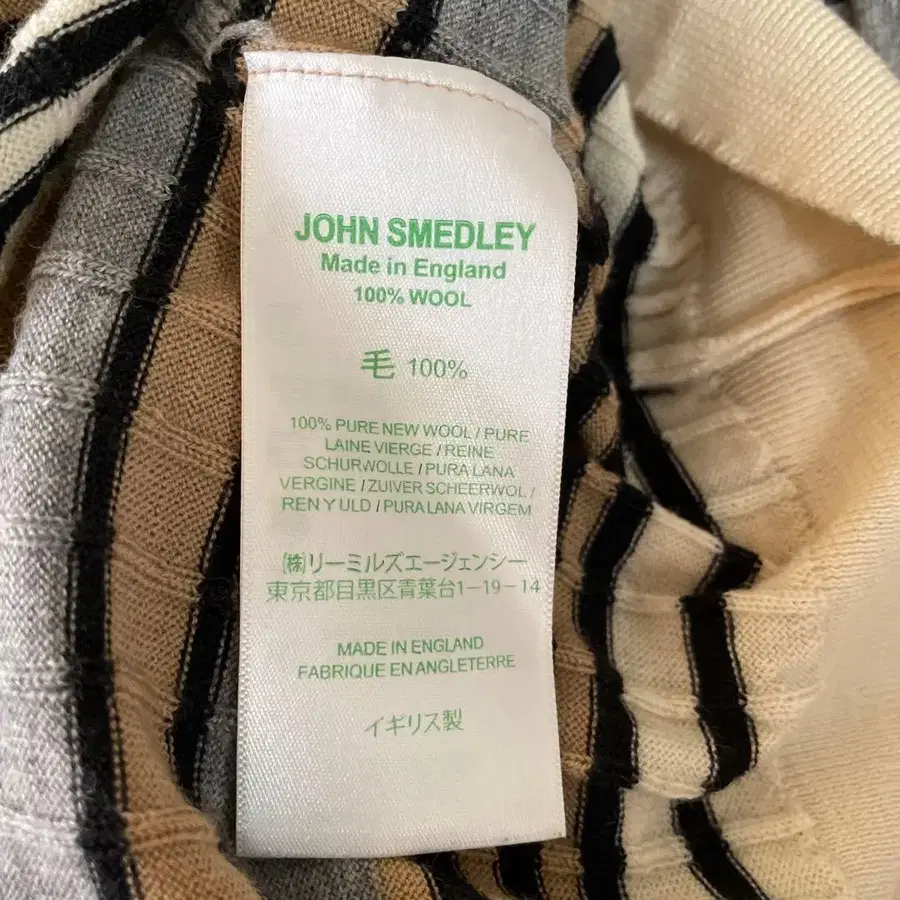 JOHN SMEDLEY
Made in England
100% WOOL
毛 100%
100% PURE NEW WOOL / PURE
LAINE VIERGE / REINE
SCHURWOLLE / PURA LANA
VERGINE / ZUIVER SCHEERWOL /
REN Y ULD / PURA LANA VIRGEM
㈱リーミルズエージェンシー
東京都目黒区青葉台1-19-14
MADE IN ENGLAND
FABRIQUE EN ANGLETERRE
イギリス製